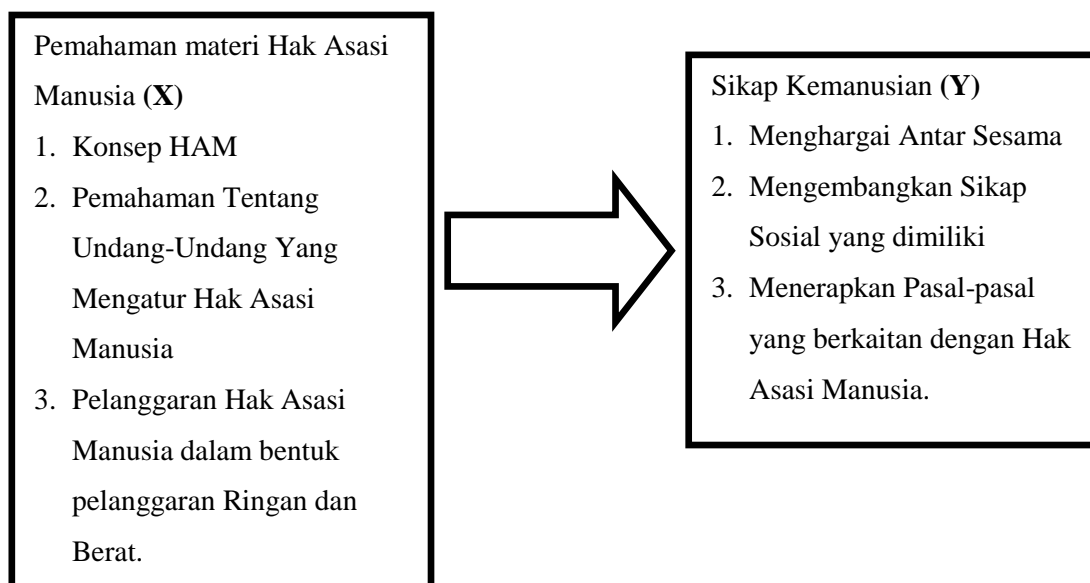 Pemahaman materi Hak Asasi
Manusia (X)
1. Konsep HAM
2. Pemahaman Tentang
Undang-Undang Yang
Mengatur Hak Asasi
Manusia
3. Pelanggaran Hak Asasi
Manusia dalam bentuk
pelanggaran Ringan dan
Berat.
Sikap Kemanusian (Y)
1. Menghargai Antar Sesama
2. Mengembangkan Sikap
Sosial yang dimiliki
3. Menerapkan Pasal-pasal
yang berkaitan dengan Hak
Asasi Manusia.